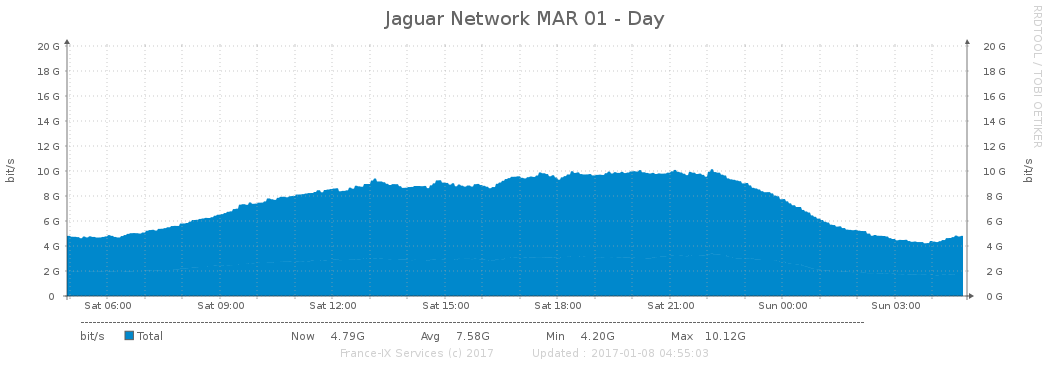 Jaguar Network MAR 01 - Day
RRDTOOL / TOBI OETIKER
bit/s
20 G
18 G
16 G
14 G
12 G
10 G
8 G
6 G
4 G
2 G
0
20 G
18 G
16 G
14 G
12 G
10 G
8 G
6 G
4 G
2 G
0 G
bit/s
Sat 06:00 Sat 09:00 Sat 12:00 Sat 15:00 Sat 18:00 Sat 21:00 Sun 00:00 Sun 03:00
bit/s Total Now 4.79G Avg 7.58G Min 4.20G Max 10.12G
France-IX Services (c) 2017 Updated : 2017-01-08 04:55:03